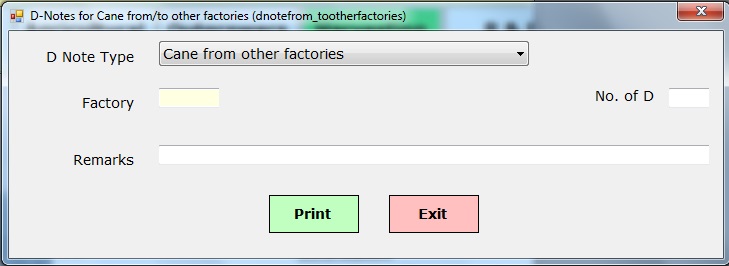 D-Notes for Cane from/to other factories (dnotefrom_tootherfactories)
D Note Type Cane from other factories
Factory No. of D
Remarks
Print Exit